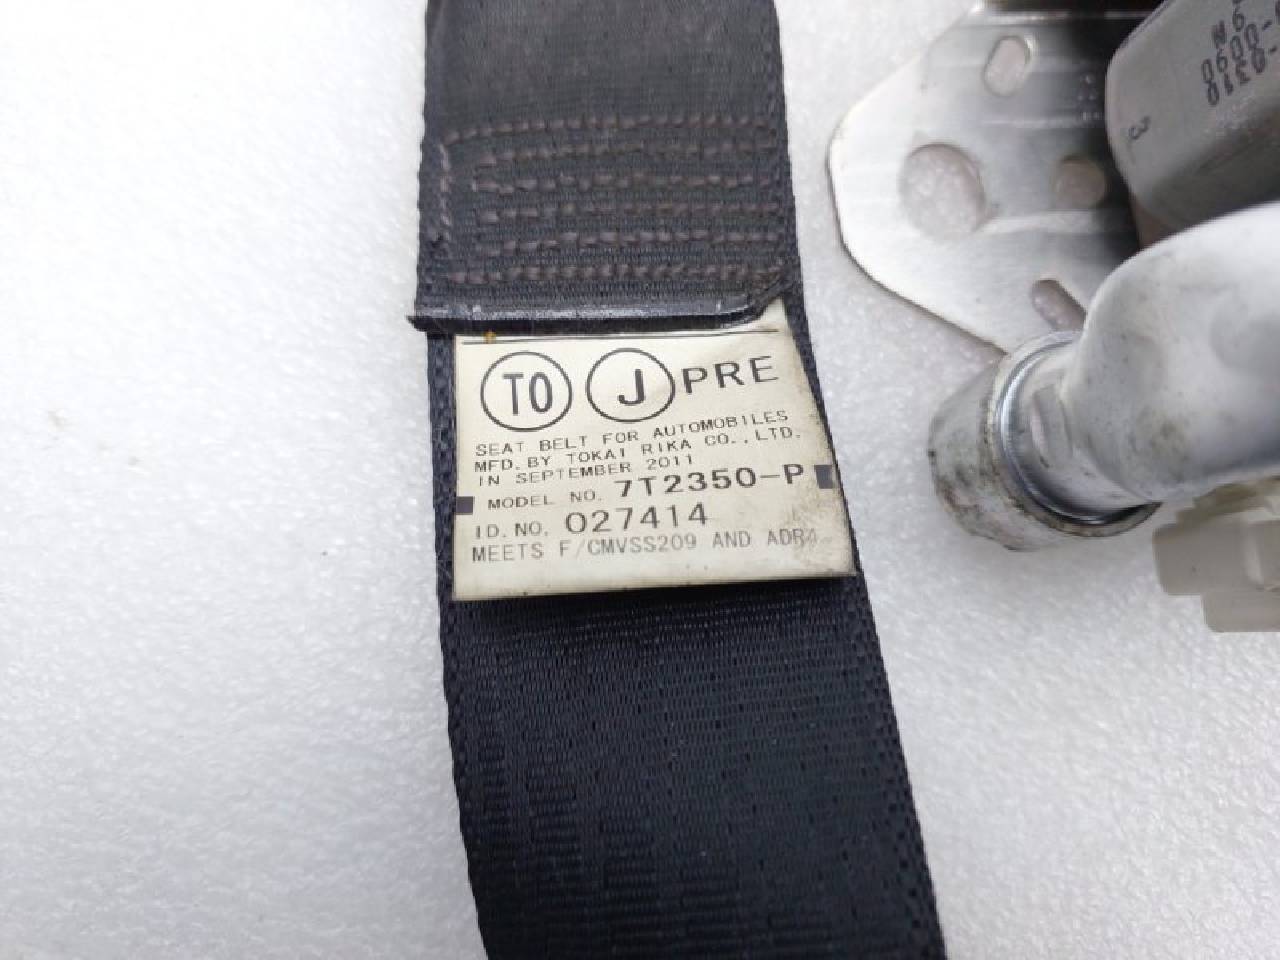 TO J PRE
SEAT BELT FOR AUTOMOBILES
MFD. BY TOKAI RIKA CO., LTD.
IN SEPTEMBER 2011
MODEL NO. 7T2350-P
ID. NO. 027414
MEETS F/CMVSS209 AND ADR4